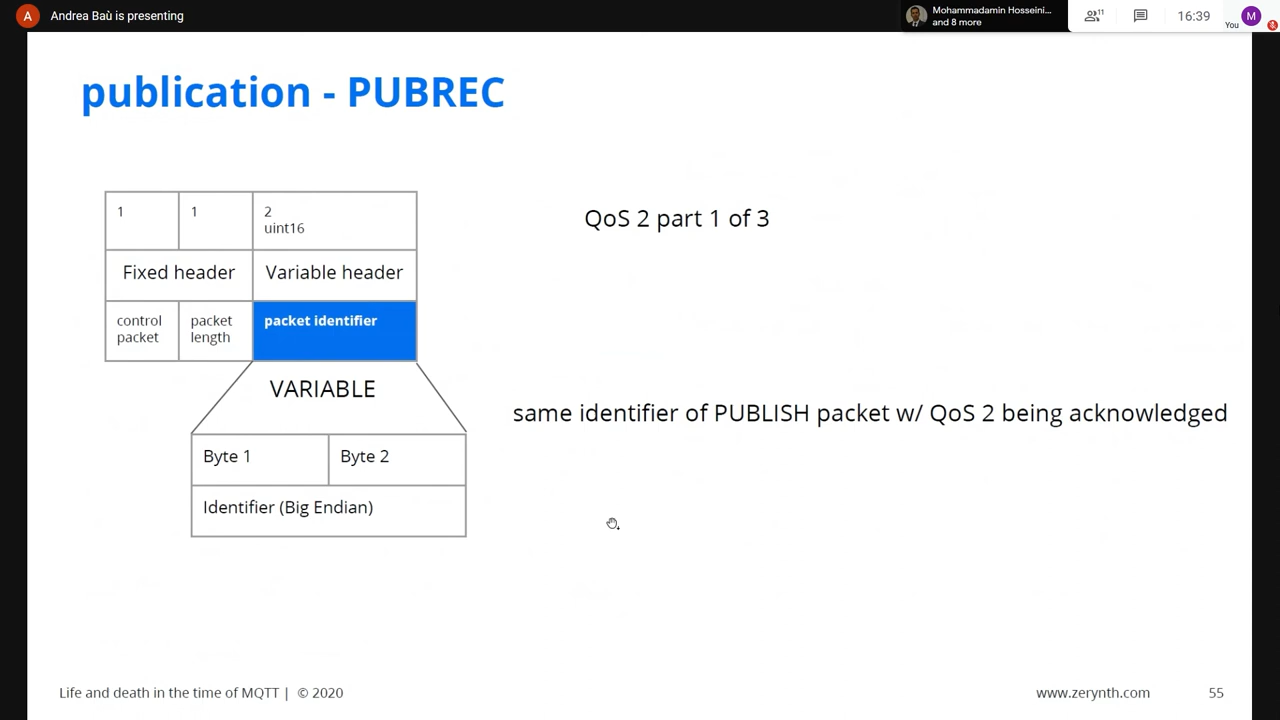 A Andrea Baù is presenting
Mohammadamin Hosseini...
and 8 more
11
16:39
You
M
publication - PUBREC
1 1 2
uint16
Fixed header Variable header
control packet
packet length
packet identifier
VARIABLE
Byte 1 Byte 2
Identifier (Big Endian)
QoS 2 part 1 of 3
same identifier of PUBLISH packet w/ QoS 2 being acknowledged
Life and death in the time of MQTT | © 2020
www.zerynth.com
55